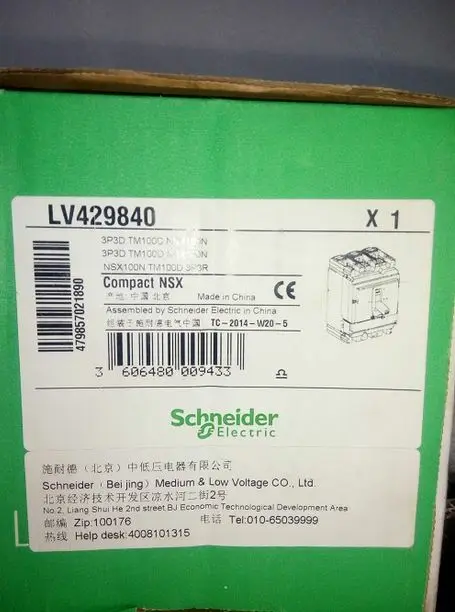 LV429840 X 1
3P3D TM100D
3P3D TM100D
NSX100N TM100D 3P3R
Compact NSX
产地: 中国 北京 Made in China CE
Assembled by Schneider Electric in China
组装于施耐德电气中国 TC-2014-W20-5
479857021890
3 606480 009433
Schneider
Electric
施耐德（北京）中低压电器有限公司
Schneider（Beijing）Medium & Low Voltage CO., Ltd.
北京经济技术开发区凉水河二街2号
No.2, Liang Shui He 2nd street.BJ Economic Technological Development Area
邮编 Zip:100176 电话 Tel:010-65039999
热线 Help desk:4008101315